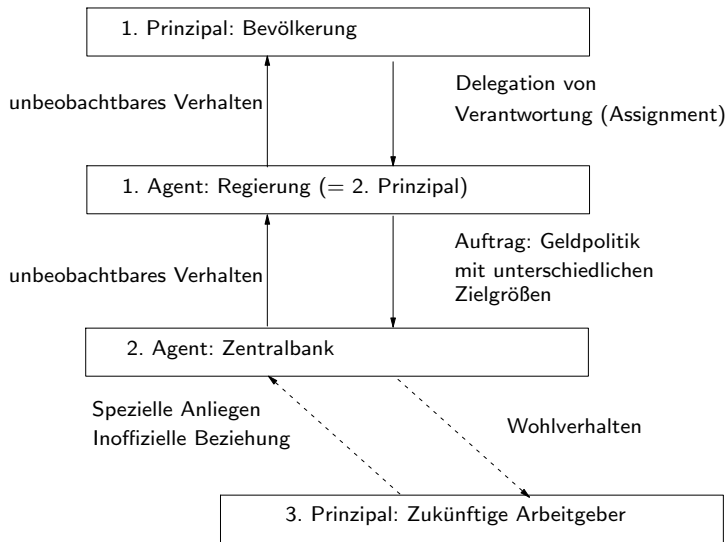 1. Prinzipal: Bevölkerung
unbeobachtbares Verhalten
Delegation von
Verantwortung (Assignment)
1. Agent: Regierung (= 2. Prinzipal)
unbeobachtbares Verhalten
Auftrag: Geldpolitik
mit unterschiedlichen
Zielgrößen
2. Agent: Zentralbank
Spezielle Anliegen
Inoffizielle Beziehung
Wohlverhalten
3. Prinzipal: Zukünftige Arbeitgeber